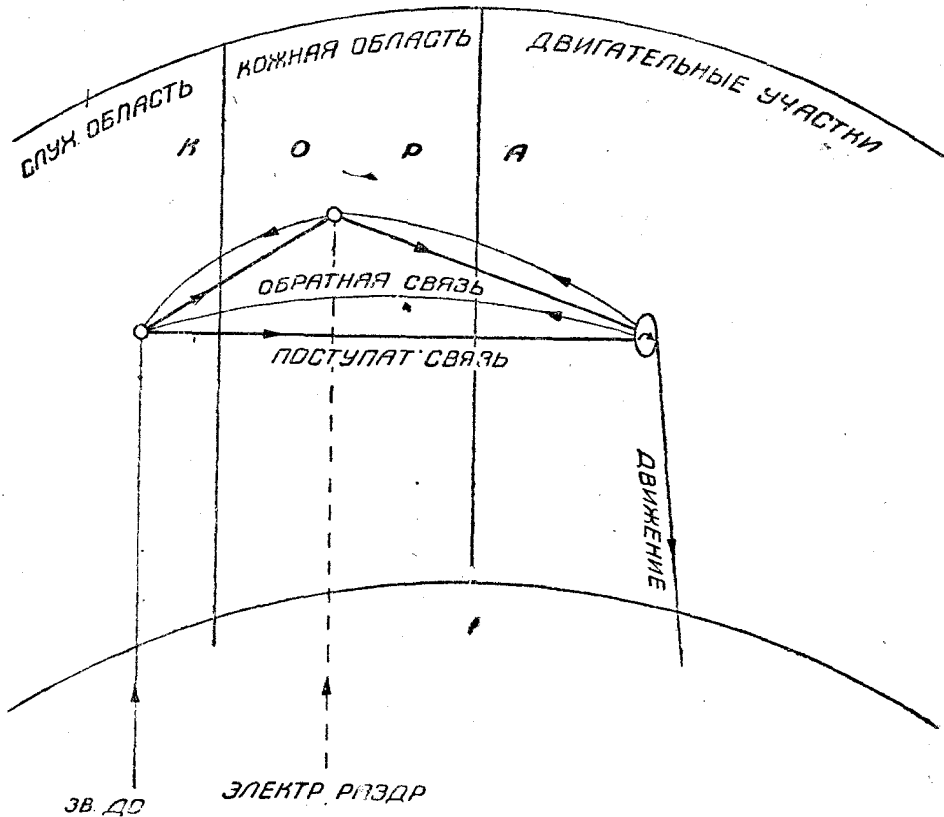 СЛУХ. ОБЛАСТЬ
КОЖНАЯ ОБЛАСТЬ
ДВИГАТЕЛЬНЫЕ УЧАСТКИ
К О Р А
ОБРАТНАЯ СВЯЗЬ
ПОСТУПАТ. СВЯЗЬ
ДВИЖЕНИЕ
ЗВ. ДО
ЭЛЕКТР. РАЗДР